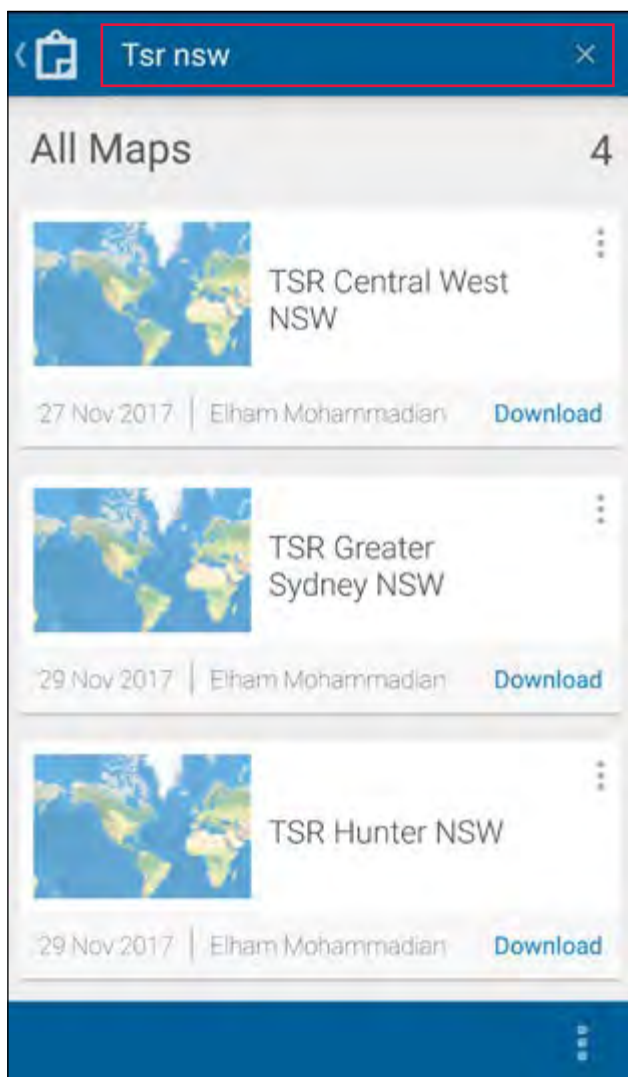 Tsr nsw
All Maps 4
TSR Central West
NSW
27 Nov 2017 | Elham Mohammadian Download
TSR Greater
Sydney NSW
29 Nov 2017 | Elham Mohammadian Download
TSR Hunter NSW
29 Nov 2017 | Elham Mohammadian Download